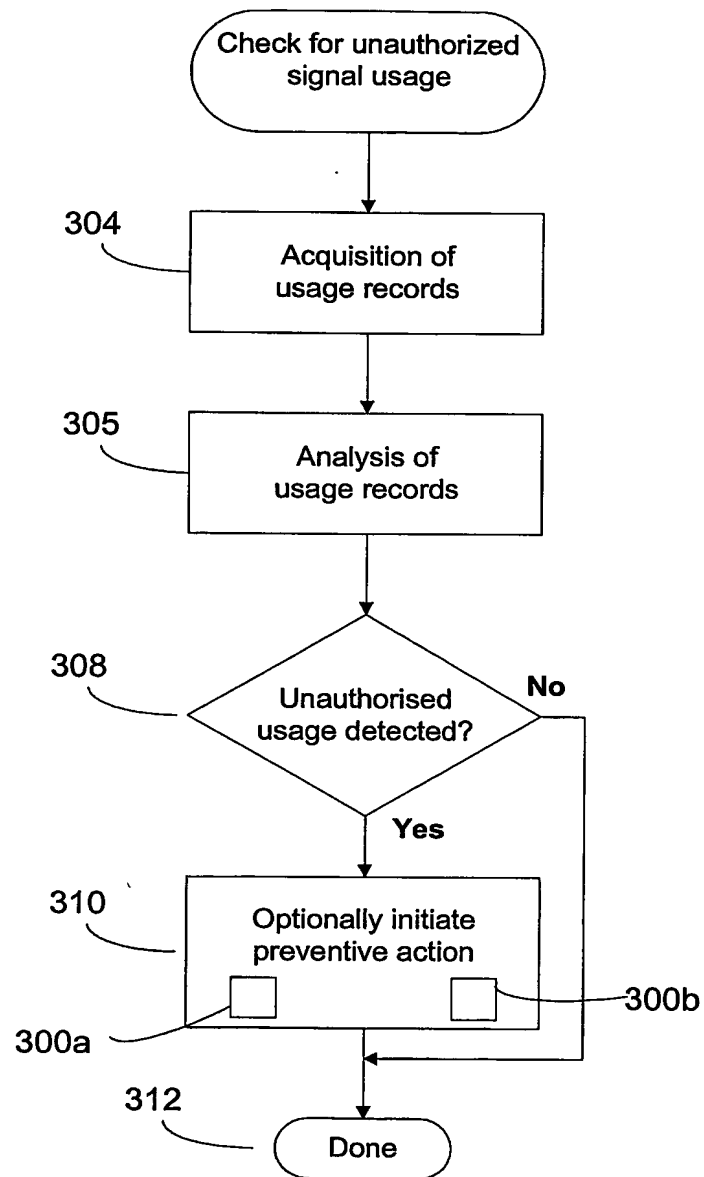 Check for unauthorized
signal usage
304
Acquisition of
usage records
305
Analysis of
usage records
308
No
Unauthorised
usage detected?
Yes
310
Optionally initiate
preventive action
300a
300b
312
Done